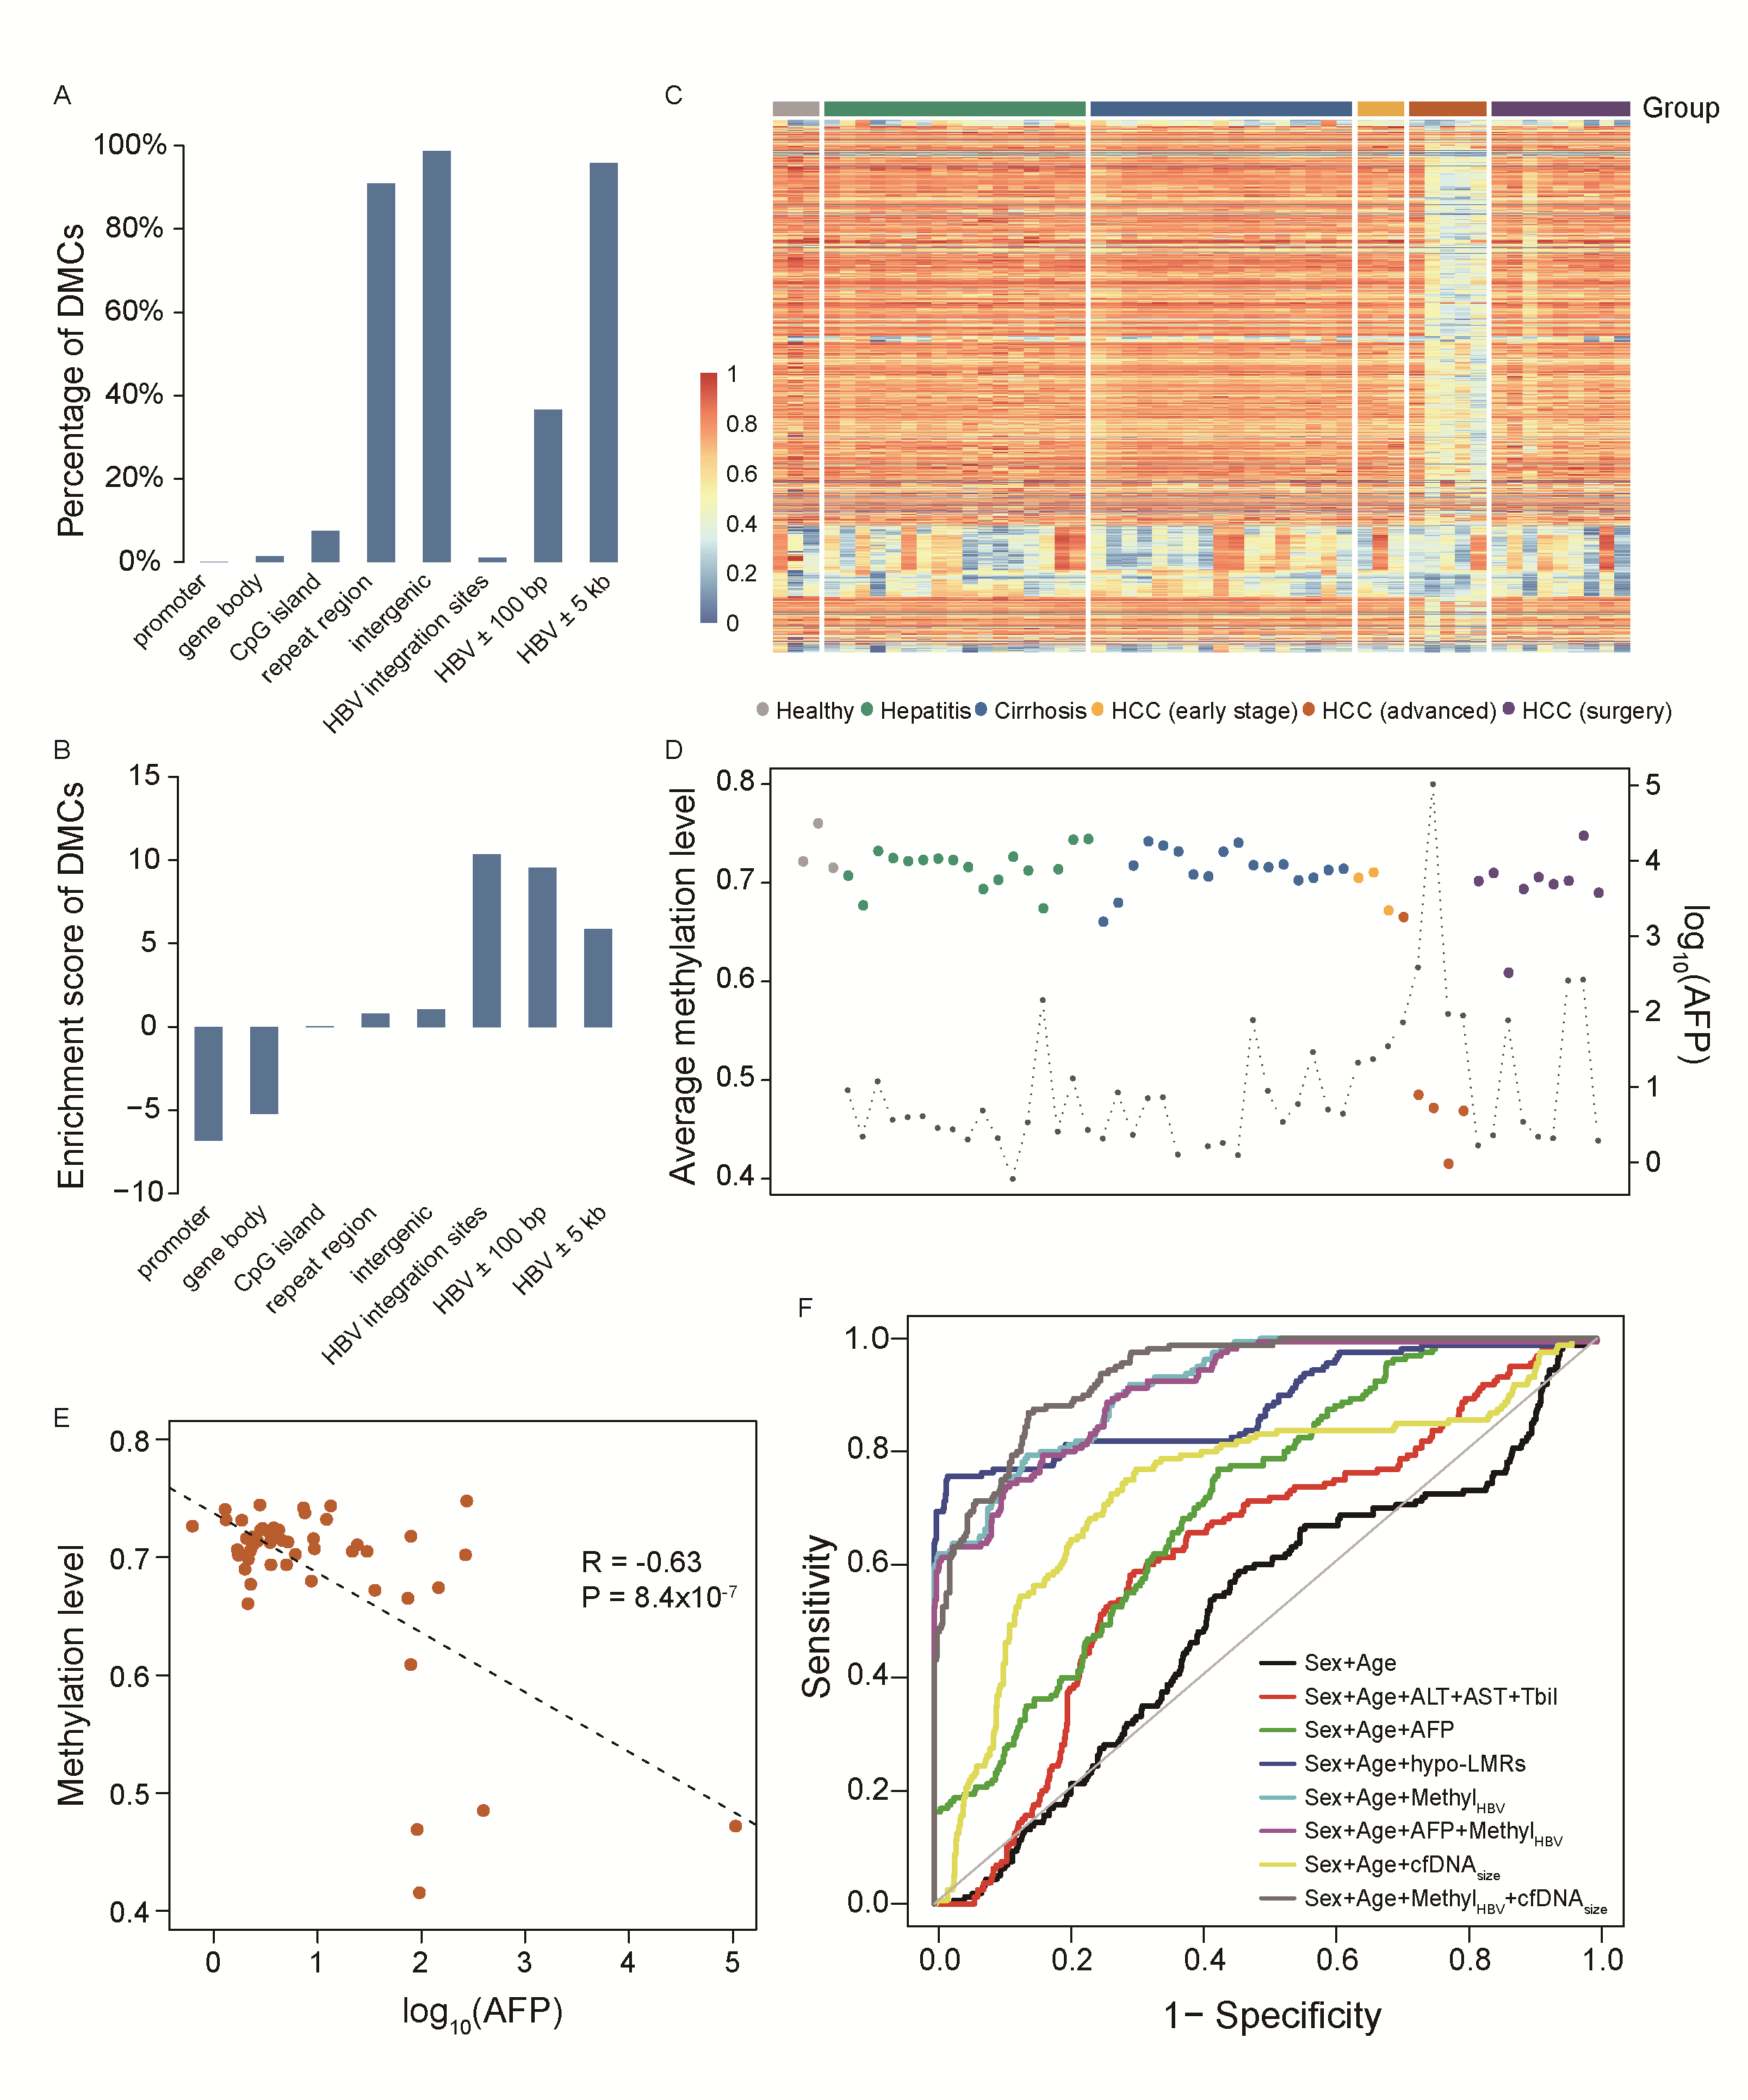 A
Percentage of DMCs
100%
80%
60%
40%
20%
0%
promoter
gene body
CpG island
repeat region
intergenic
HBV integration sites
HBV ± 100 bp
HBV ± 5 kb
C
Group
1
0.8
0.6
0.4
0.2
0
Healthy Hepatitis Cirrhosis HCC (early stage) HCC (advanced) HCC (surgery)
B
Enrichment score of DMCs
15
10
5
0
−5
−10
promoter
gene body
CpG island
repeat region
intergenic
HBV integration sites
HBV ± 100 bp
HBV ± 5 kb
D
Average methylation level
0.8
0.7
0.6
0.5
0.4
5
4
3
2
1
0
log10(AFP)
E
Methylation level
0.8
0.7
0.6
0.5
0.4
R = -0.63
P = 8.4x10-7
0 1 2 3 4 5
log10(AFP)
F
Sensitivity
1.0
0.8
0.6
0.4
0.2
0.0
Sex+Age
Sex+Age+ALT+AST+Tbil
Sex+Age+AFP
Sex+Age+hypo-LMRs
Sex+Age+MethylHBV
Sex+Age+AFP+MethylHBV
Sex+Age+cfDNAsize
Sex+Age+MethylHBV+cfDNAsize
0.0 0.2 0.4 0.6 0.8 1.0
1− Specificity